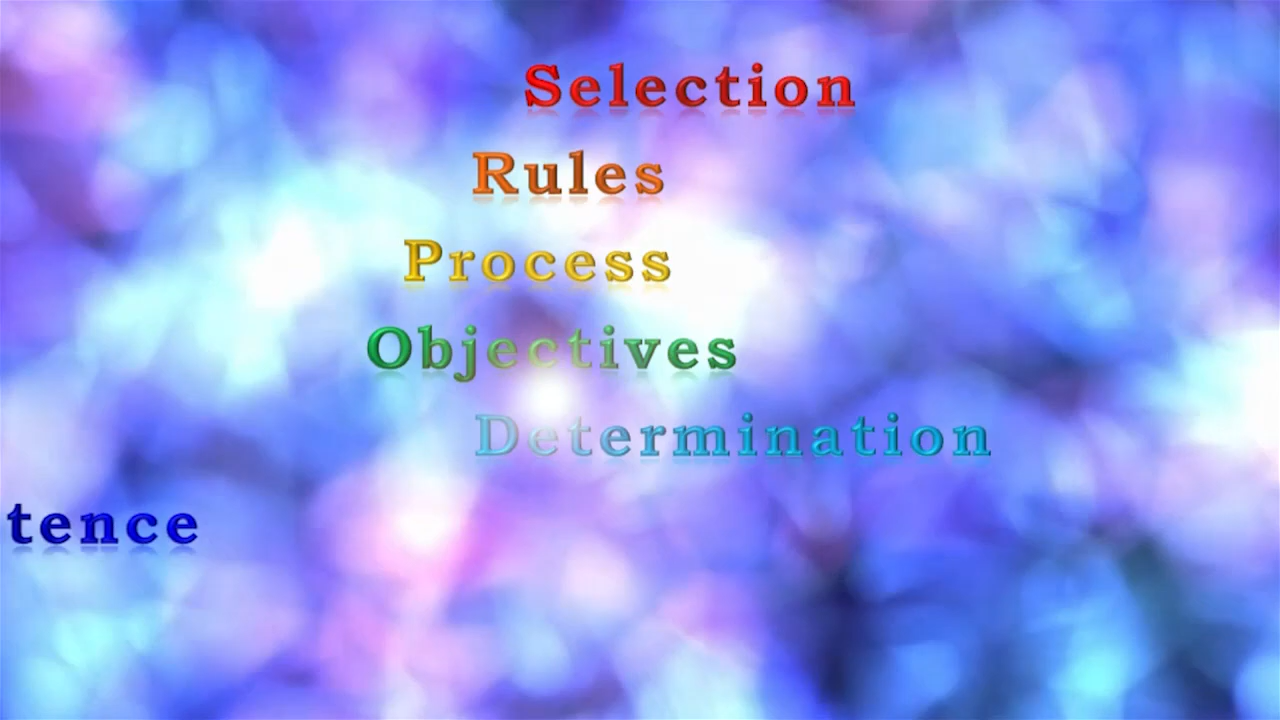 Selection
Rules
Process
Objectives
Determination
tence